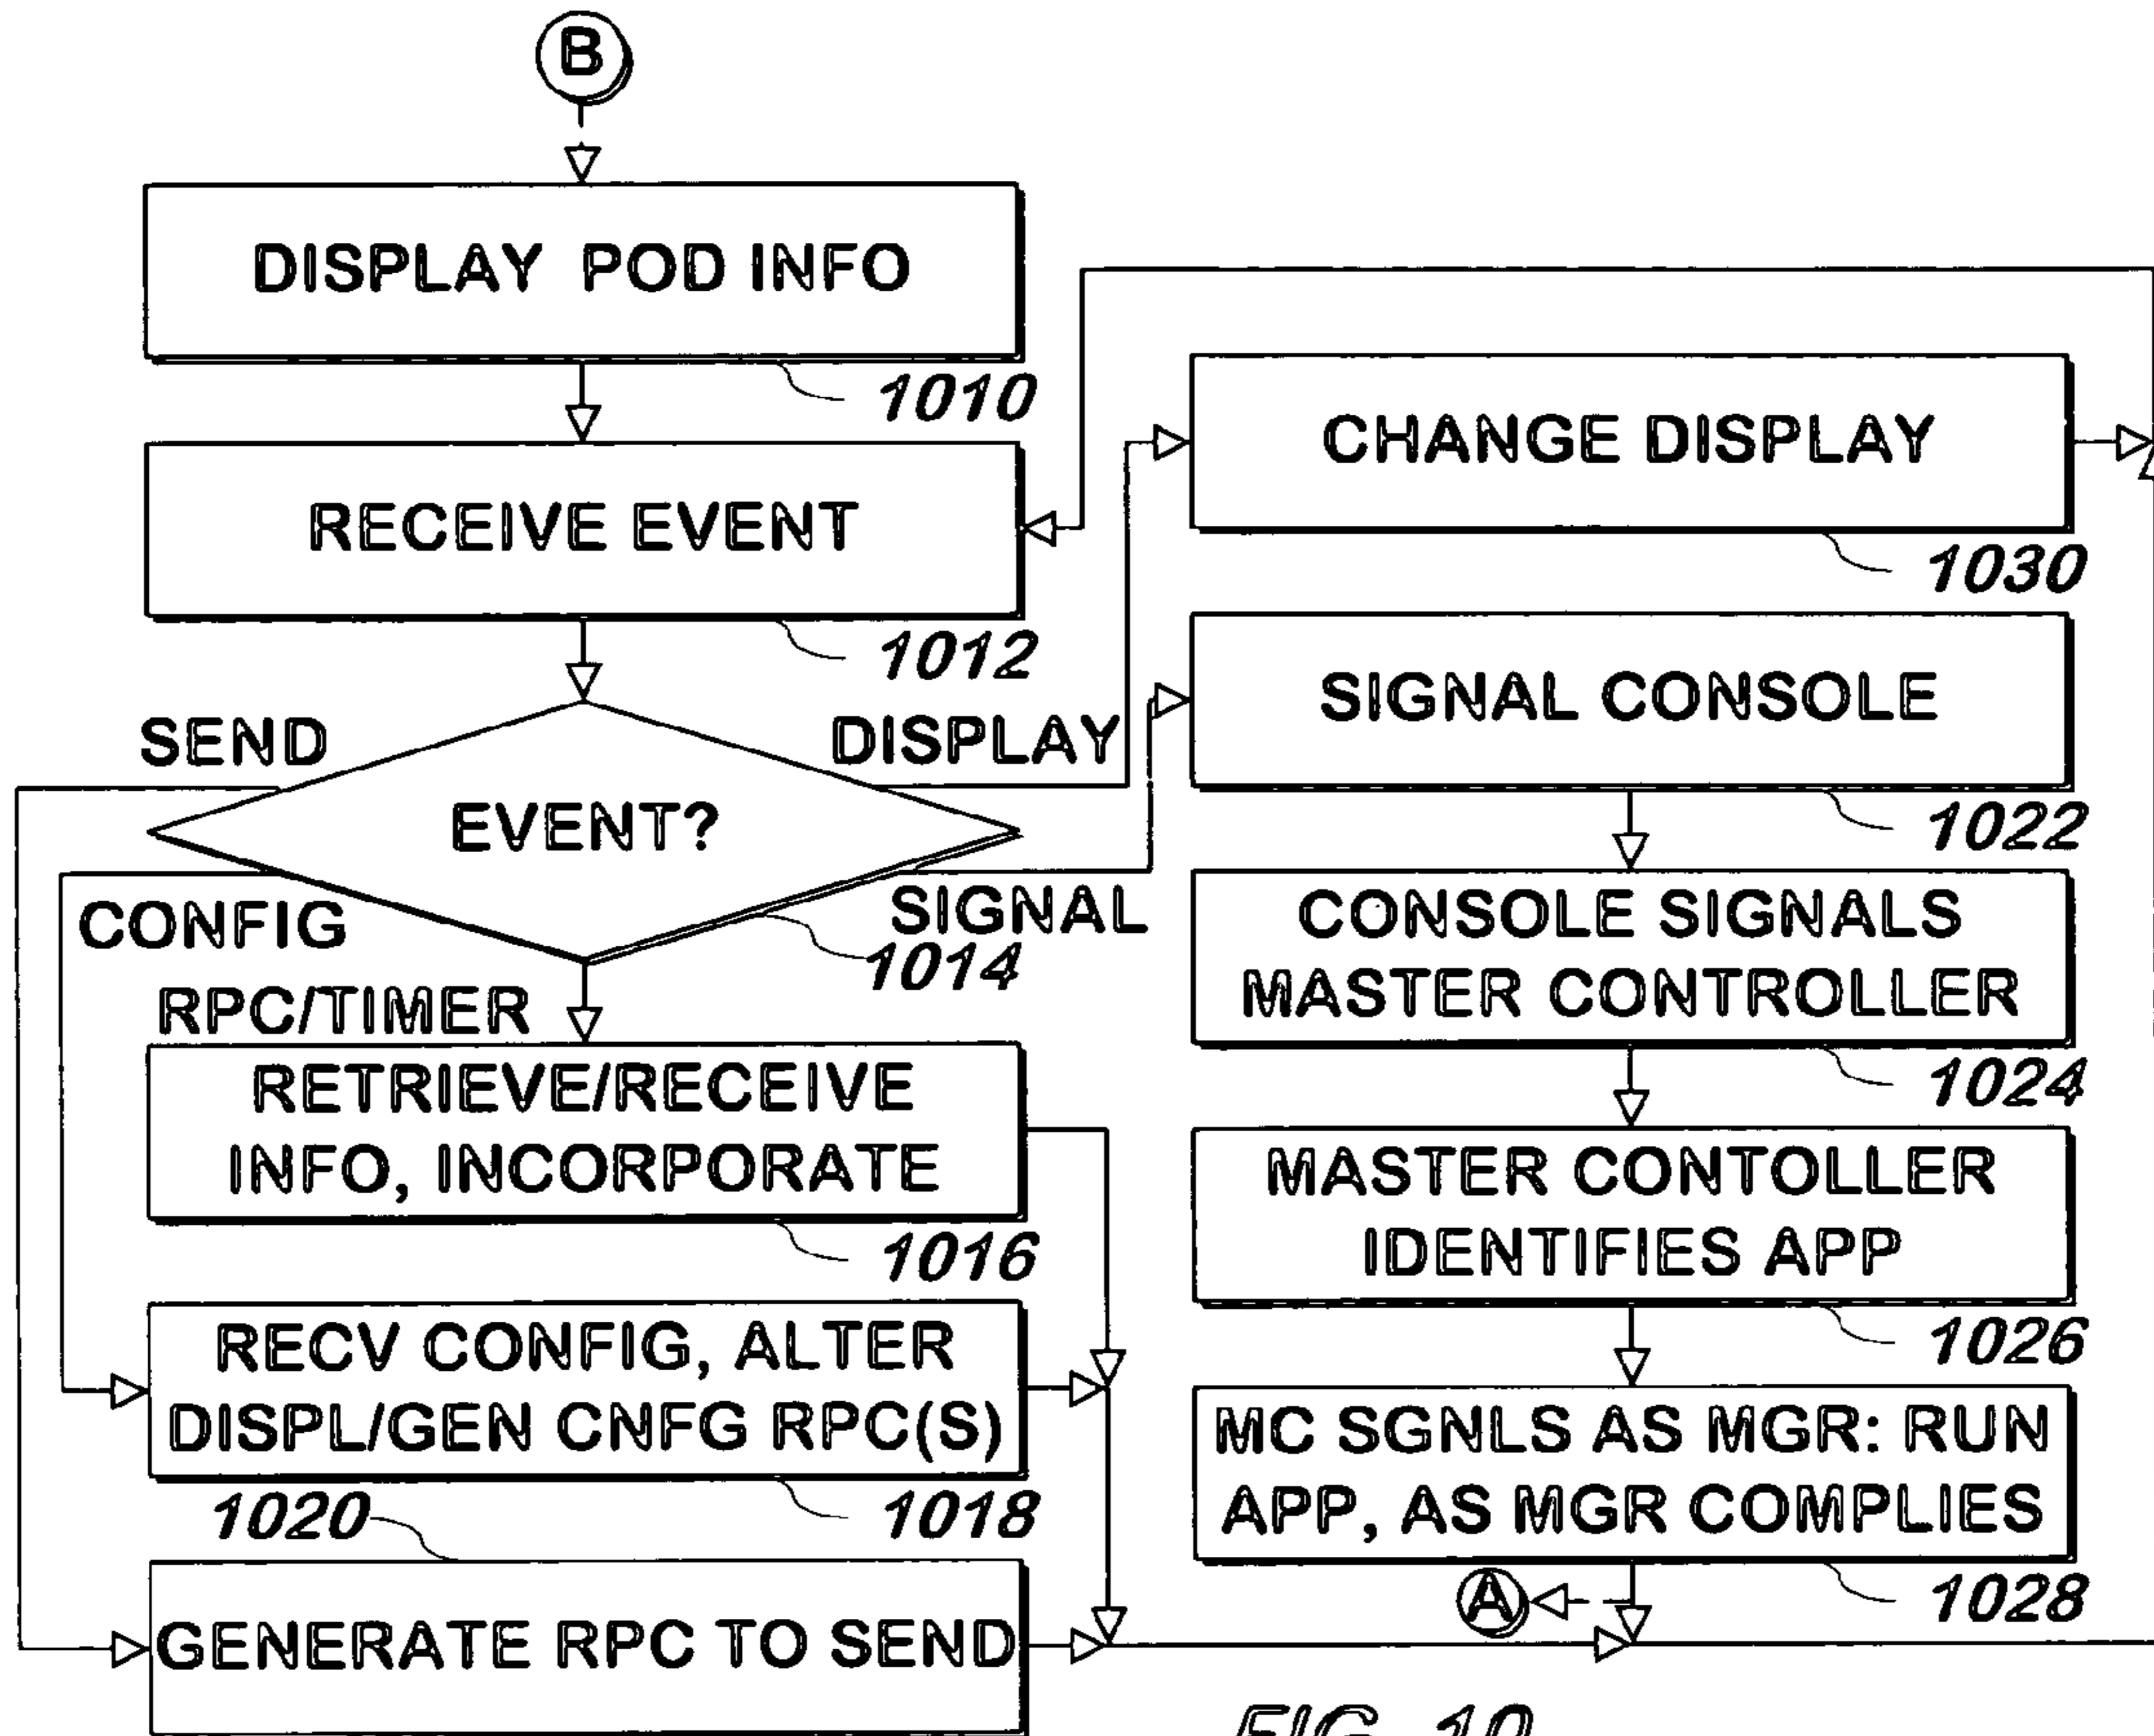 B
DISPLAY POD INFO
1010
RECEIVE EVENT
1012
SEND
DISPLAY
EVENT?
CONFIG
SIGNAL
1014
RPC/TIMER
RETRIEVE/RECEIVE
INFO, INCORPORATE
1016
RECV CONFIG, ALTER
DISPL/GEN CNFG RPC(S)
1018
1020
GENERATE RPC TO SEND
CHANGE DISPLAY
1030
SIGNAL CONSOLE
1022
CONSOLE SIGNALS
MASTER CONTROLLER
1024
MASTER CONTOLLER
IDENTIFIES APP
1026
MC SGNLS AS MGR: RUN
APP, AS MGR COMPLIES
1028
A
FIG. 10